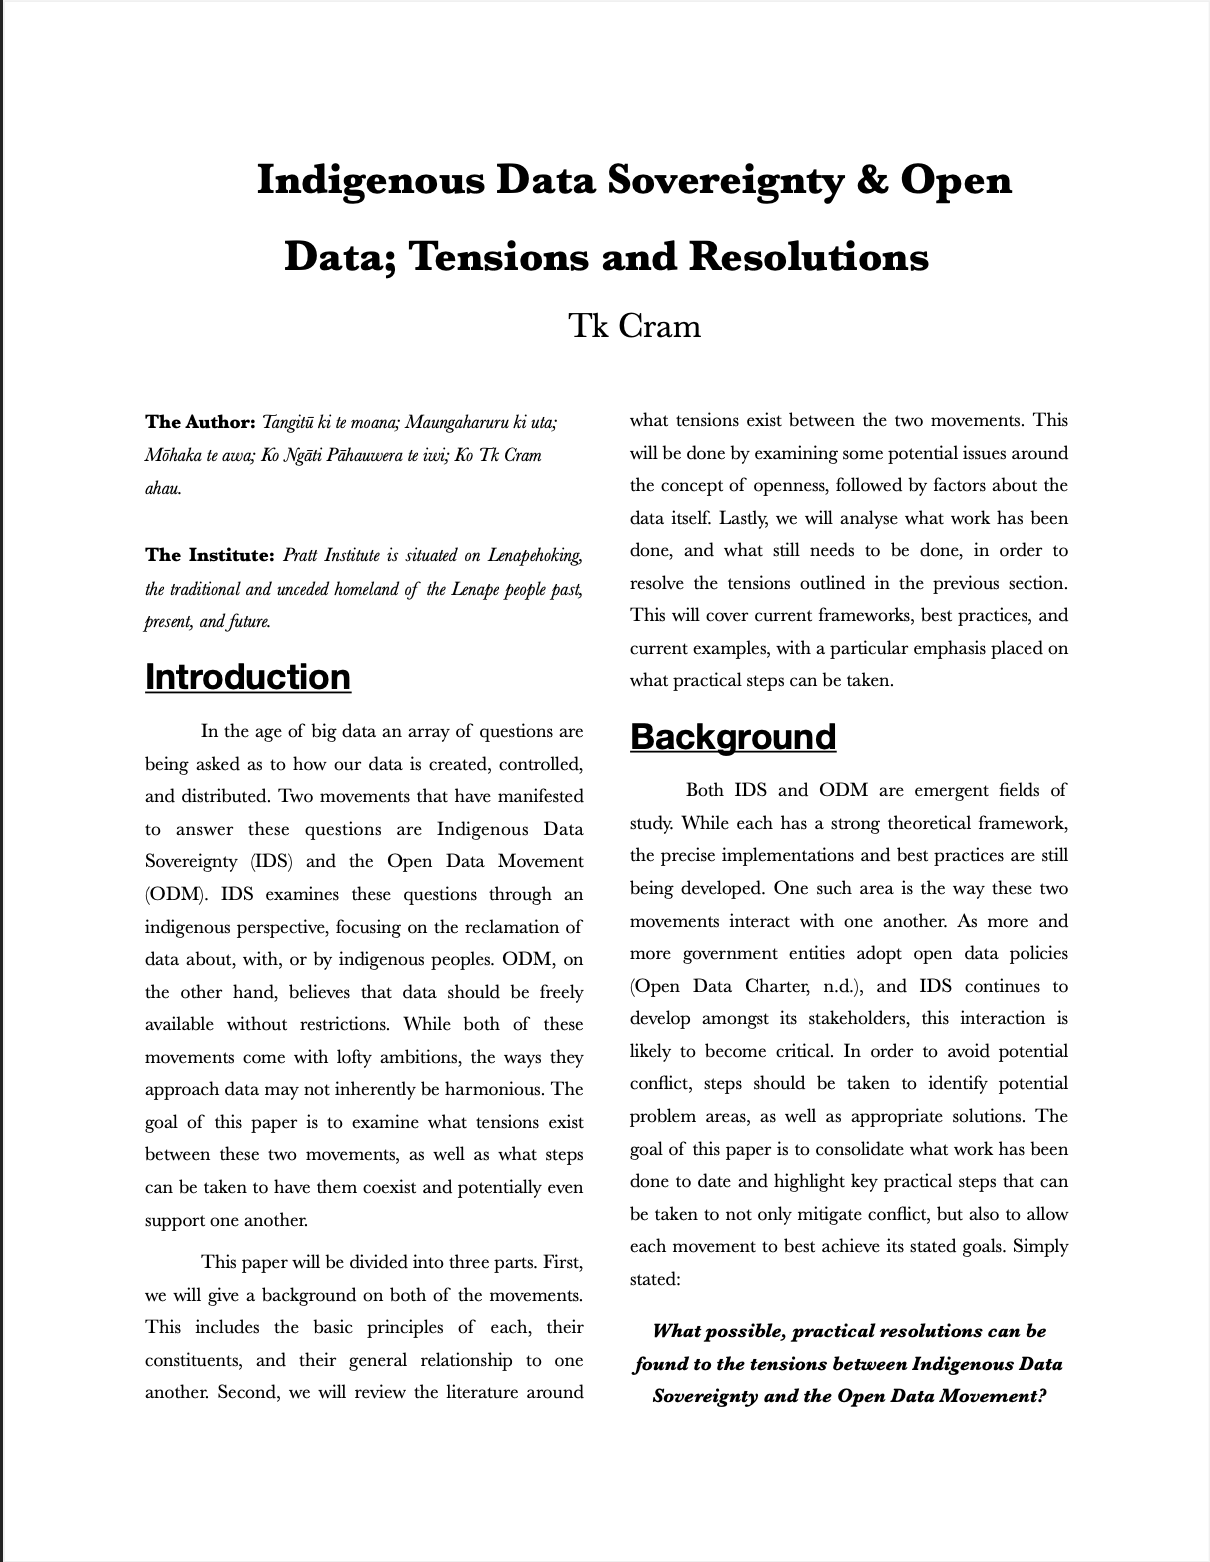 Indigenous Data Sovereignty & Open
Data; Tensions and Resolutions
Tk Cram
The Author: Tangitū ki te moana; Maungaharuru ki uta;
Mōhaka te awa; Ko Ngāti Pāhauwera te iwi; Ko Tk Cram
ahau.
The Institute: Pratt Institute is situated on Lenapehoking,
the traditional and unceded homeland of the Lenape people past,
present, and future.
Introduction
In the age of big data an array of questions are
being asked as to how our data is created, controlled,
and distributed. Two movements that have manifested
to answer these questions are Indigenous Data
Sovereignty (IDS) and the Open Data Movement
(ODM). IDS examines these questions through an
indigenous perspective, focusing on the reclamation of
data about, with, or by indigenous peoples. ODM, on
the other hand, believes that data should be freely
available without restrictions. While both of these
movements come with lofty ambitions, the ways they
approach data may not inherently be harmonious. The
goal of this paper is to examine what tensions exist
between these two movements, as well as what steps
can be taken to have them coexist and potentially even
support one another.
This paper will be divided into three parts. First,
we will give a background on both of the movements.
This includes the basic principles of each, their
constituents, and their general relationship to one
another. Second, we will review the literature around
what tensions exist between the two movements. This
will be done by examining some potential issues around
the concept of openness, followed by factors about the
data itself. Lastly, we will analyse what work has been
done, and what still needs to be done, in order to
resolve the tensions outlined in the previous section.
This will cover current frameworks, best practices, and
current examples, with a particular emphasis placed on
what practical steps can be taken.
Background
Both IDS and ODM are emergent fields of
study. While each has a strong theoretical framework,
the precise implementations and best practices are still
being developed. One such area is the way these two
movements interact with one another. As more and
more government entities adopt open data policies
(Open Data Charter, n.d.), and IDS continues to
develop amongst its stakeholders, this interaction is
likely to become critical. In order to avoid potential
conflict, steps should be taken to identify potential
problem areas, as well as appropriate solutions. The
goal of this paper is to consolidate what work has been
done to date and highlight key practical steps that can
be taken to not only mitigate conflict, but also to allow
each movement to best achieve its stated goals. Simply
stated:
What possible, practical resolutions can be
found to the tensions between Indigenous Data
Sovereignty and the Open Data Movement?